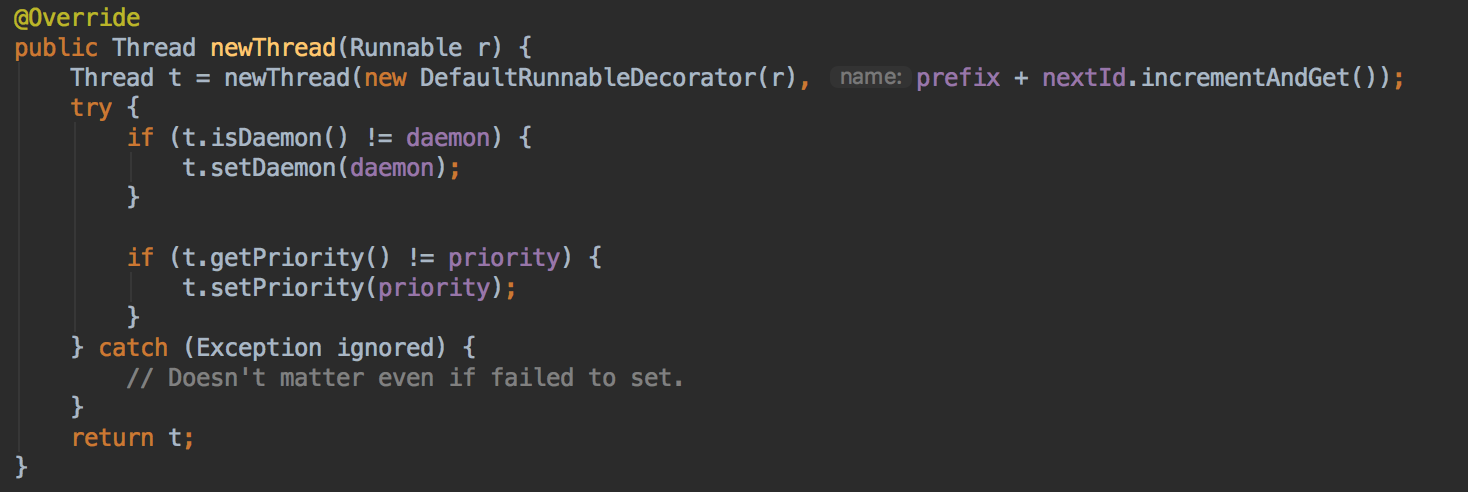 @Override
public Thread newThread(Runnable r) {
    Thread t = newThread(new DefaultRunnableDecorator(r), name: prefix + nextId.incrementAndGet());
    try {
        if (t.isDaemon() != daemon) {
            t.setDaemon(daemon);
        }

        if (t.getPriority() != priority) {
            t.setPriority(priority);
        }
    } catch (Exception ignored) {
        // Doesn't matter even if failed to set.
    }
    return t;
}